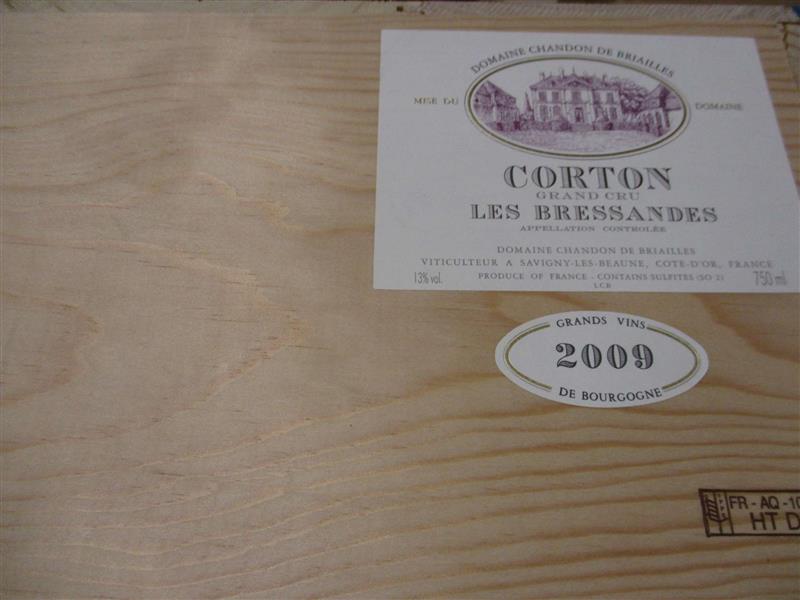 DOMAINE CHANDON DE BRIAILLES
MISE DU DOMAINE
CORTON
GRAND CRU
LES BRESSANDES
APPELLATION CONTROLÉE
DOMAINE CHANDON DE BRIAILLES
VITICULTEUR A SAVIGNY-LES-BEAUNE, COTE-D'OR, FRANCE
13% vol. PRODUCE OF FRANCE - CONTAINS SULFITES (SO 2) 750 ml
LCB
GRANDS VINS
2009
DE BOURGOGNE
FR - AQ - 10
HT D